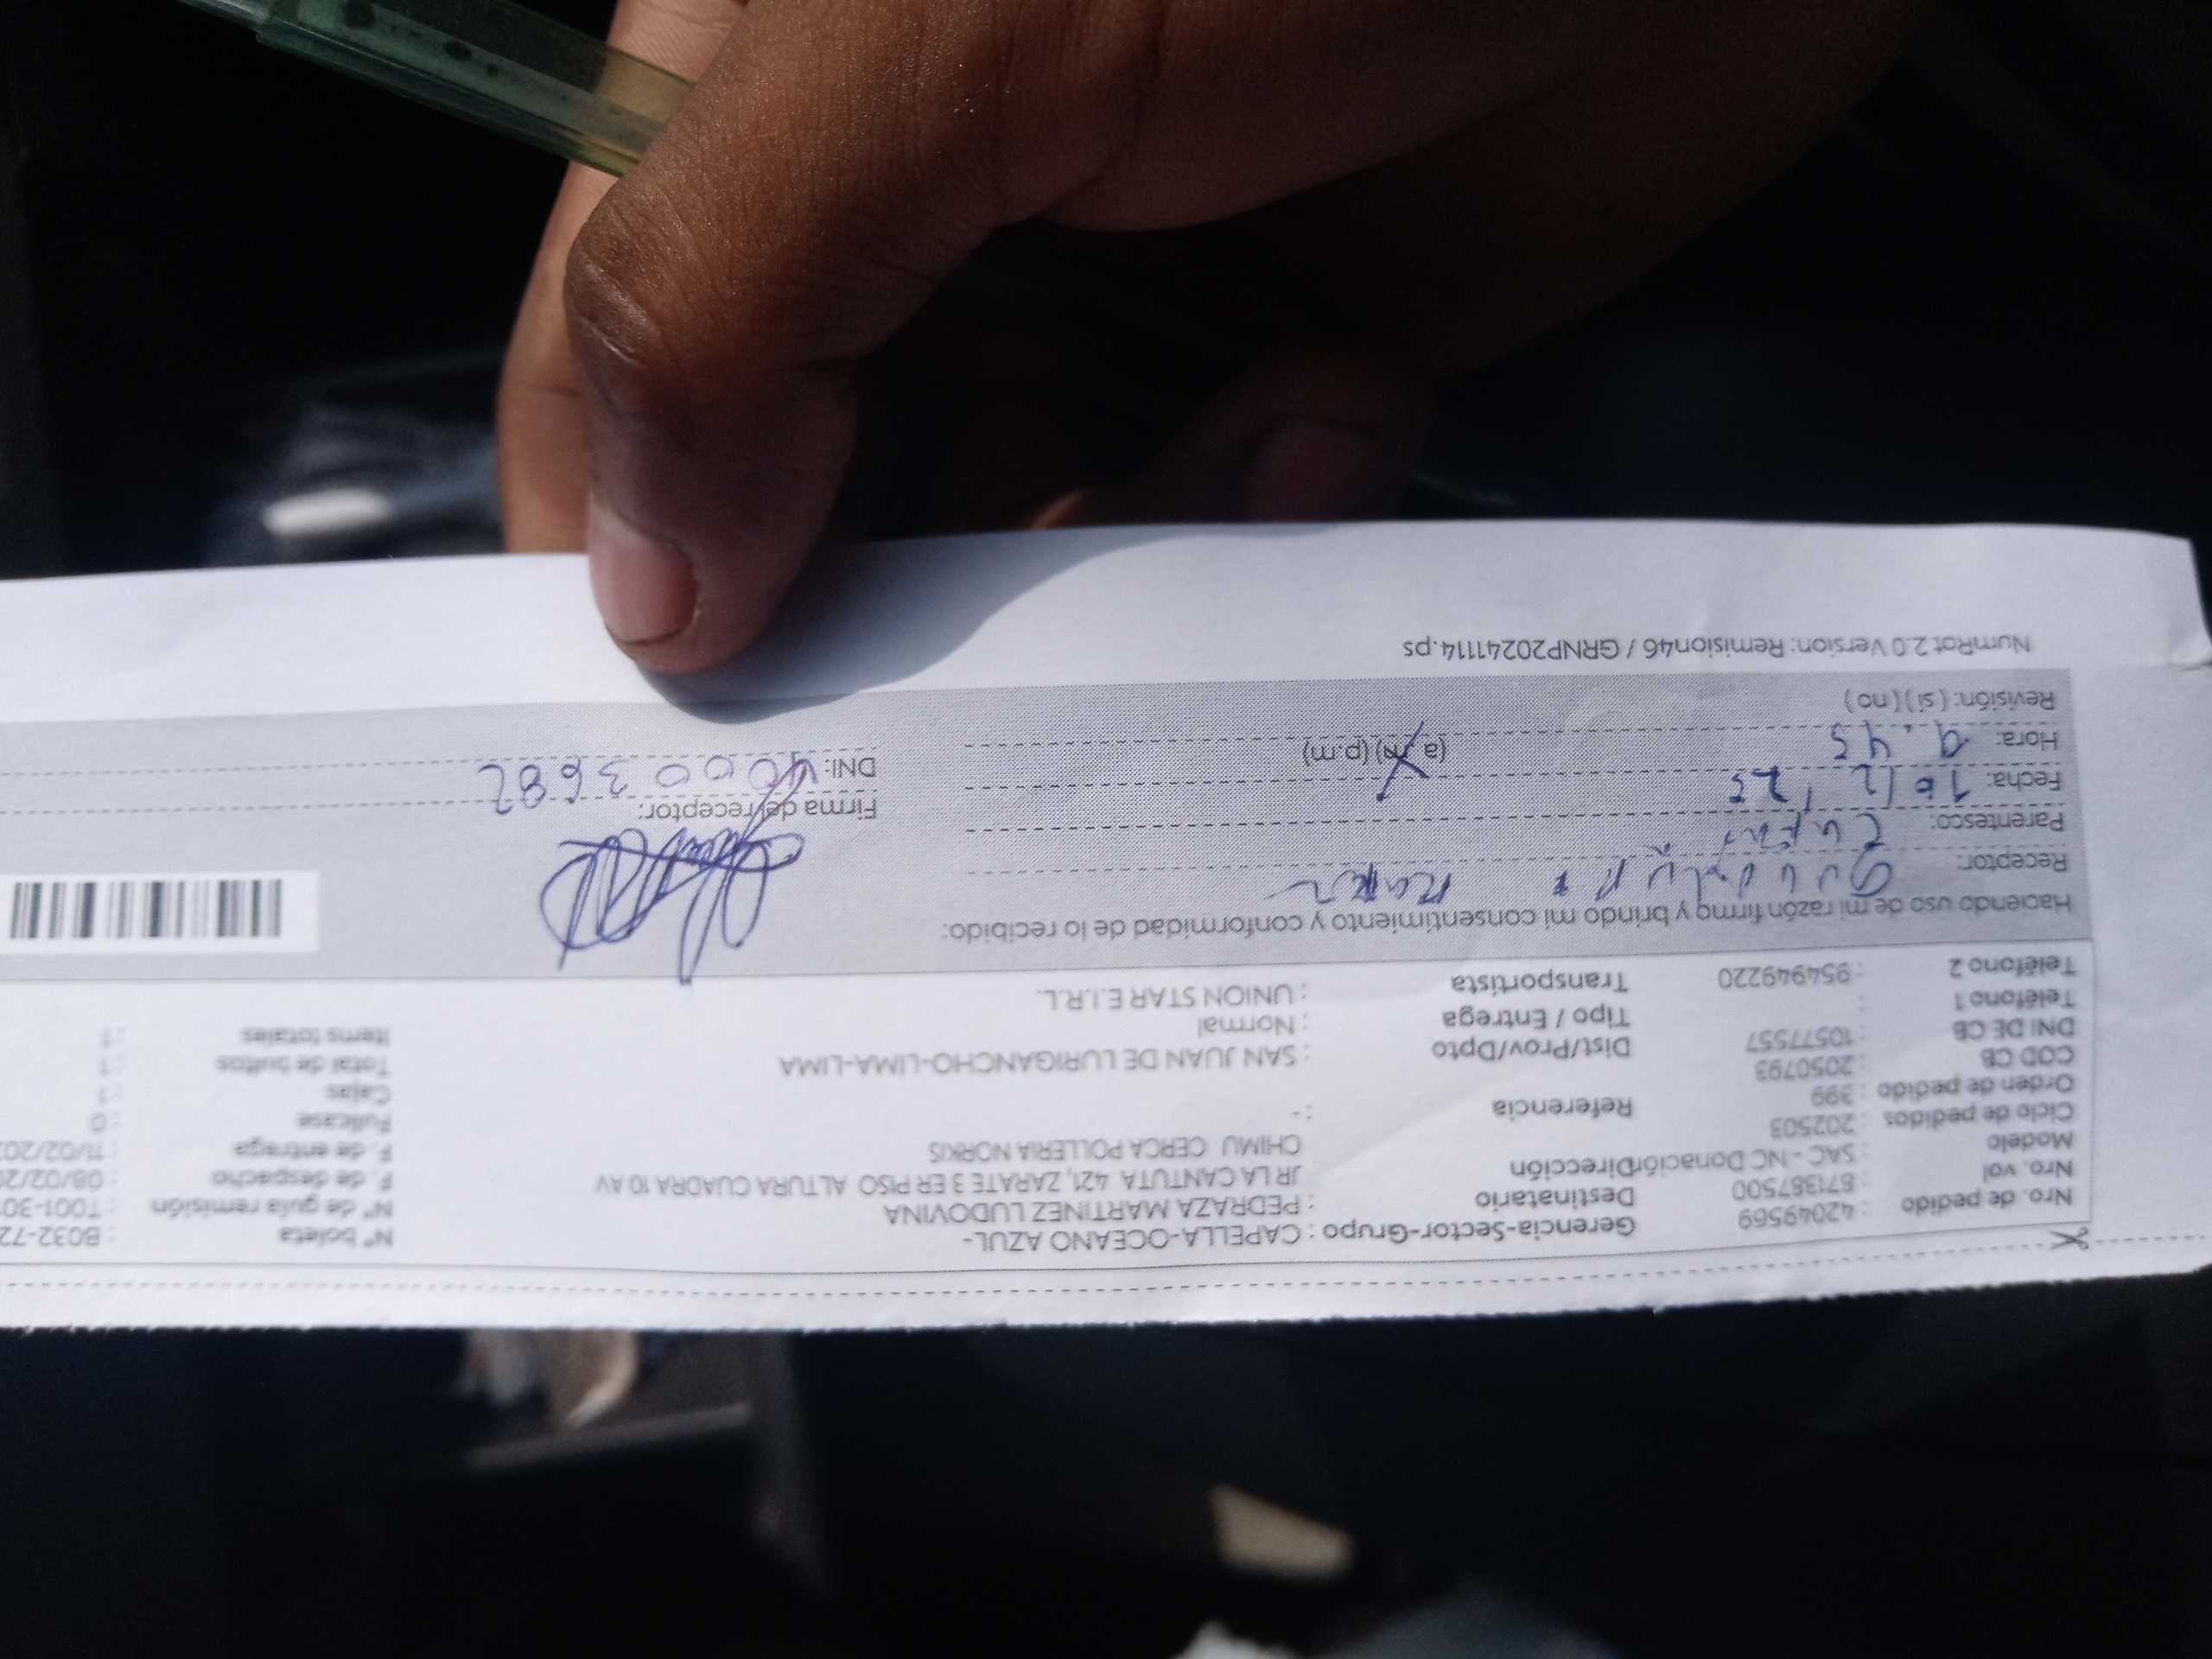 Nro. de pedido : 42049569 Gerencia-Sector-Grupo : CAPELLA-OCEANO AZUL- N° boleta : B032-72
Nro. vol : 871387500 Destinatario : PEDRAZA MARTINEZ LUDOVINA N° de guía remisión : T001-301
Modelo : SAC - NC Donación Dirección JR LA CANTUTA 421, ZARATE 3 ER PISO ALTURA CUADRA 10 AV F. de despacho : 08/02/20
Ciclo de pedidos : 202503 CHIMU CERCA POLLERIA NORKIS F. de entrega : 11/02/202
Orden de pedido : 399 Referencia : - Fullcase : 0
COD CB : 2050793 Dist/Prov/Dpto : SAN JUAN DE LURIGANCHO-LIMA-LIMA Cajas : 1
DNI DE CB : 10577557 Tipo / Entrega : Normal Total de bultos : 1
Teléfono 1 : Transportista : UNION STAR E.I.R.L. Items totales : 1
Teléfono 2 : 954949220
Haciendo uso de mi razón firmo y brindo mi consentimiento y conformidad de lo recibido:
Receptor:
Parentesco:
Firma del receptor:
Fecha: 10/2/25
DNI: 40003682
Hora: 9.45 (a.m) (p.m)
Revisión: (si) (no)
NumRot 2.0 Version: Remision46 / GRNP20241114.ps